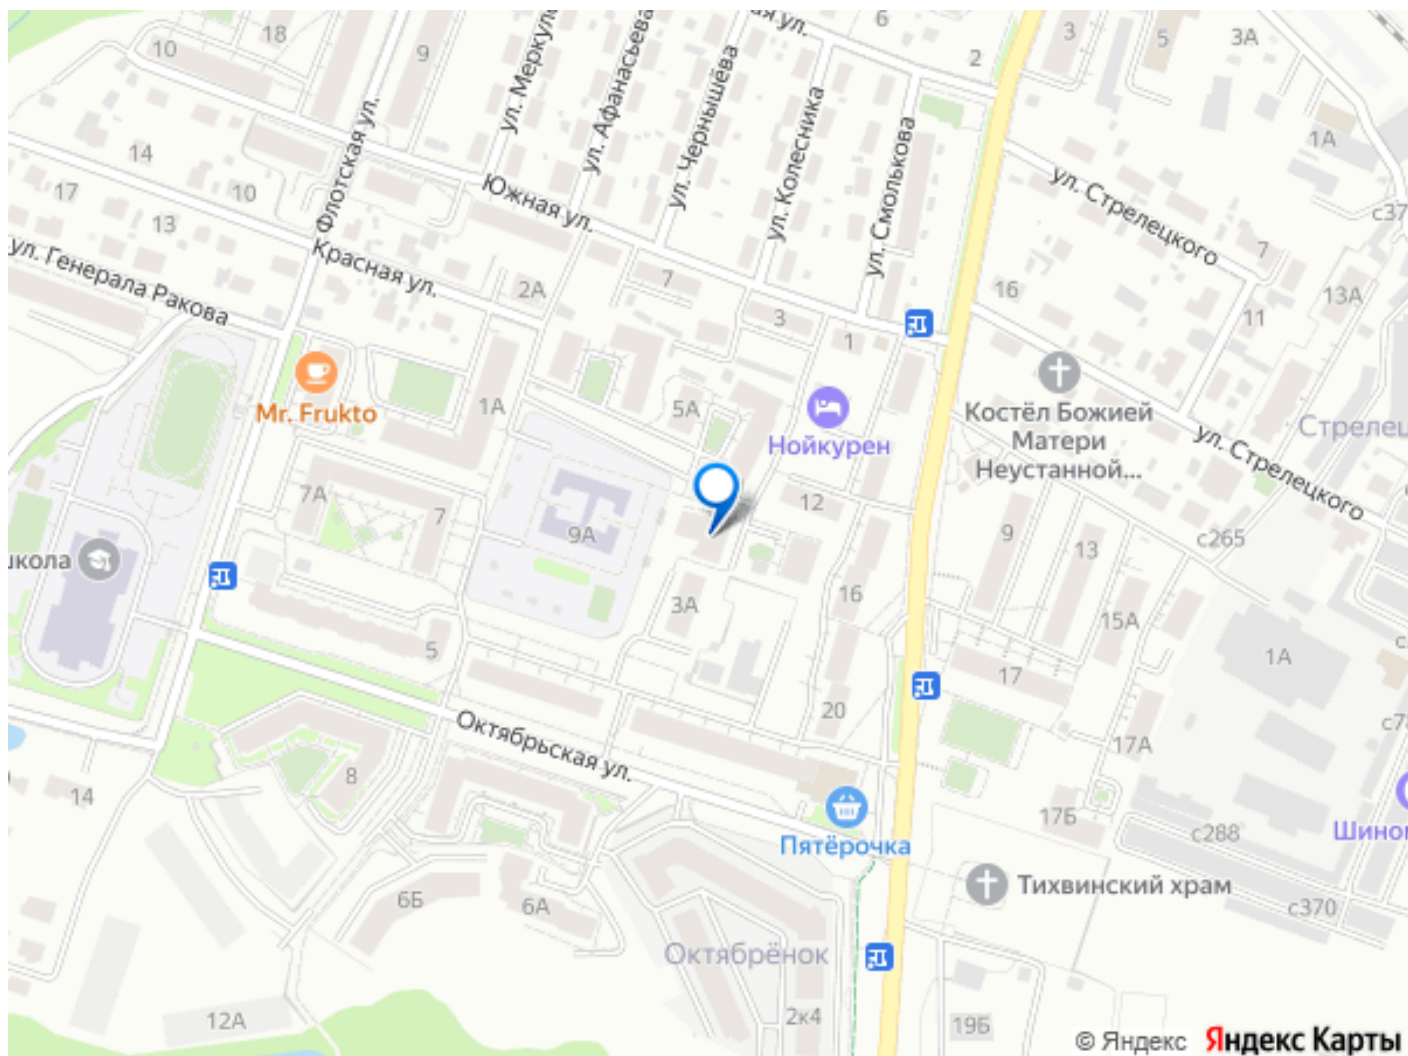 18
10
9
ул. Афанасьева
ул. Чернышёва
ул. Колесника
ул. Смолькова
6
2
3
5
3А
1А
14
17
10
13
Флотская ул.
Южная ул.
Красная ул.
ул. Генерала Ракова
2А
7
3
1
16
ул. Стрелецкого
7
13А
11
Mr. Frukto
1А
5А
Нойкурен
Костёл Божией
Матери
Неустанной...
ул. Стрелецкого
7А
7
9А
12
9
13
с265
3А
16
15А
1А
5
17
20
17А
Октябрьская ул.
8
14
Пятёрочка
17Б
с288
Тихвинский храм
с370
6Б
6А
Октябрёнок
12А
2к4
19Б
© Яндекс
Яндекс Карты